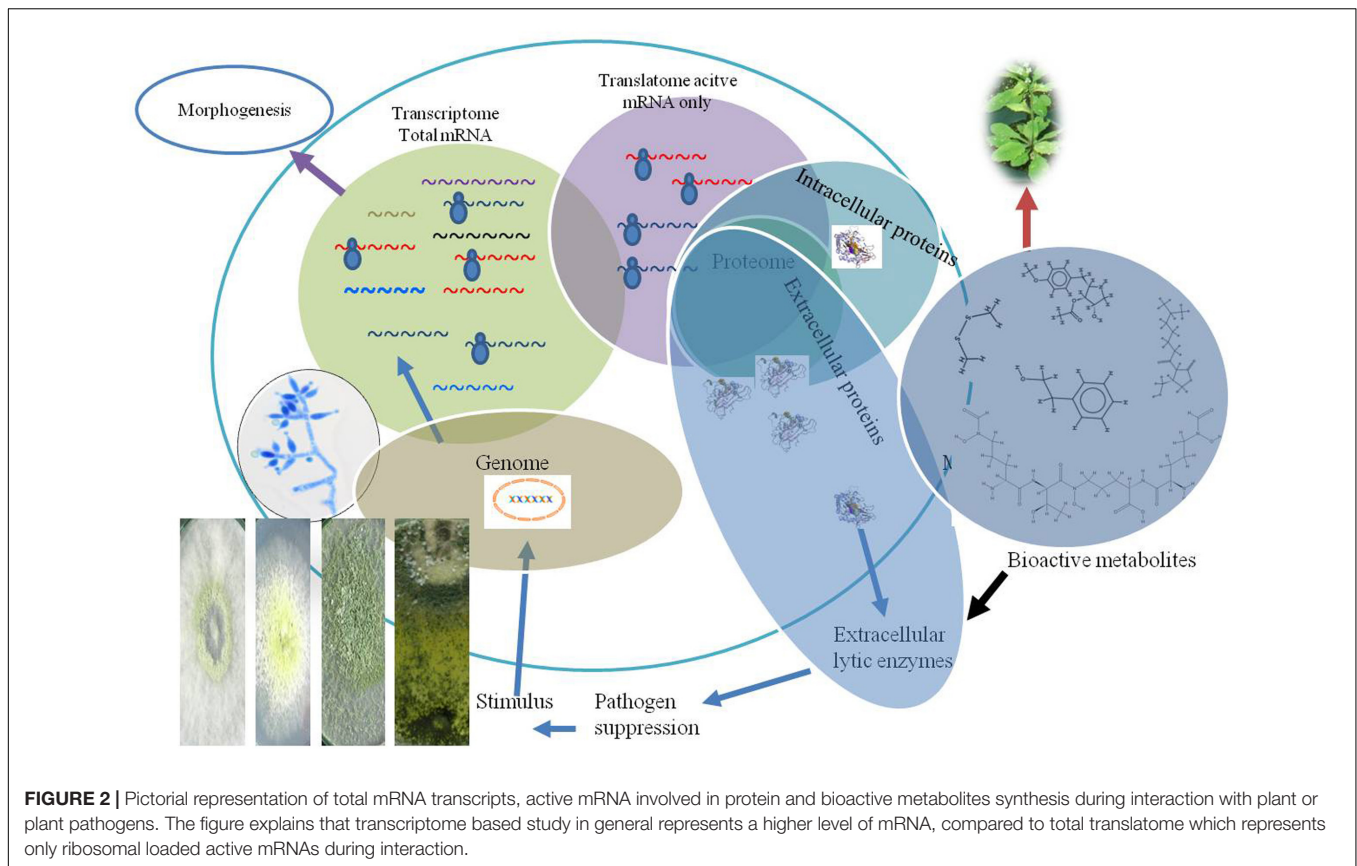 Morphogenesis
Transcriptome
Total mRNA
Translatome acitve
mRNA only
Intracellular proteins
Proteome
Extracellular proteins
Genome
Bioactive metabolites
Extracellular
lytic enzymes
Stimulus
Pathogen
suppression
FIGURE 2 | Pictorial representation of total mRNA transcripts, active mRNA involved in protein and bioactive metabolites synthesis during interaction with plant or
plant pathogens. The figure explains that transcriptome based study in general represents a higher level of mRNA, compared to total translatome which represents
only ribosomal loaded active mRNAs during interaction.